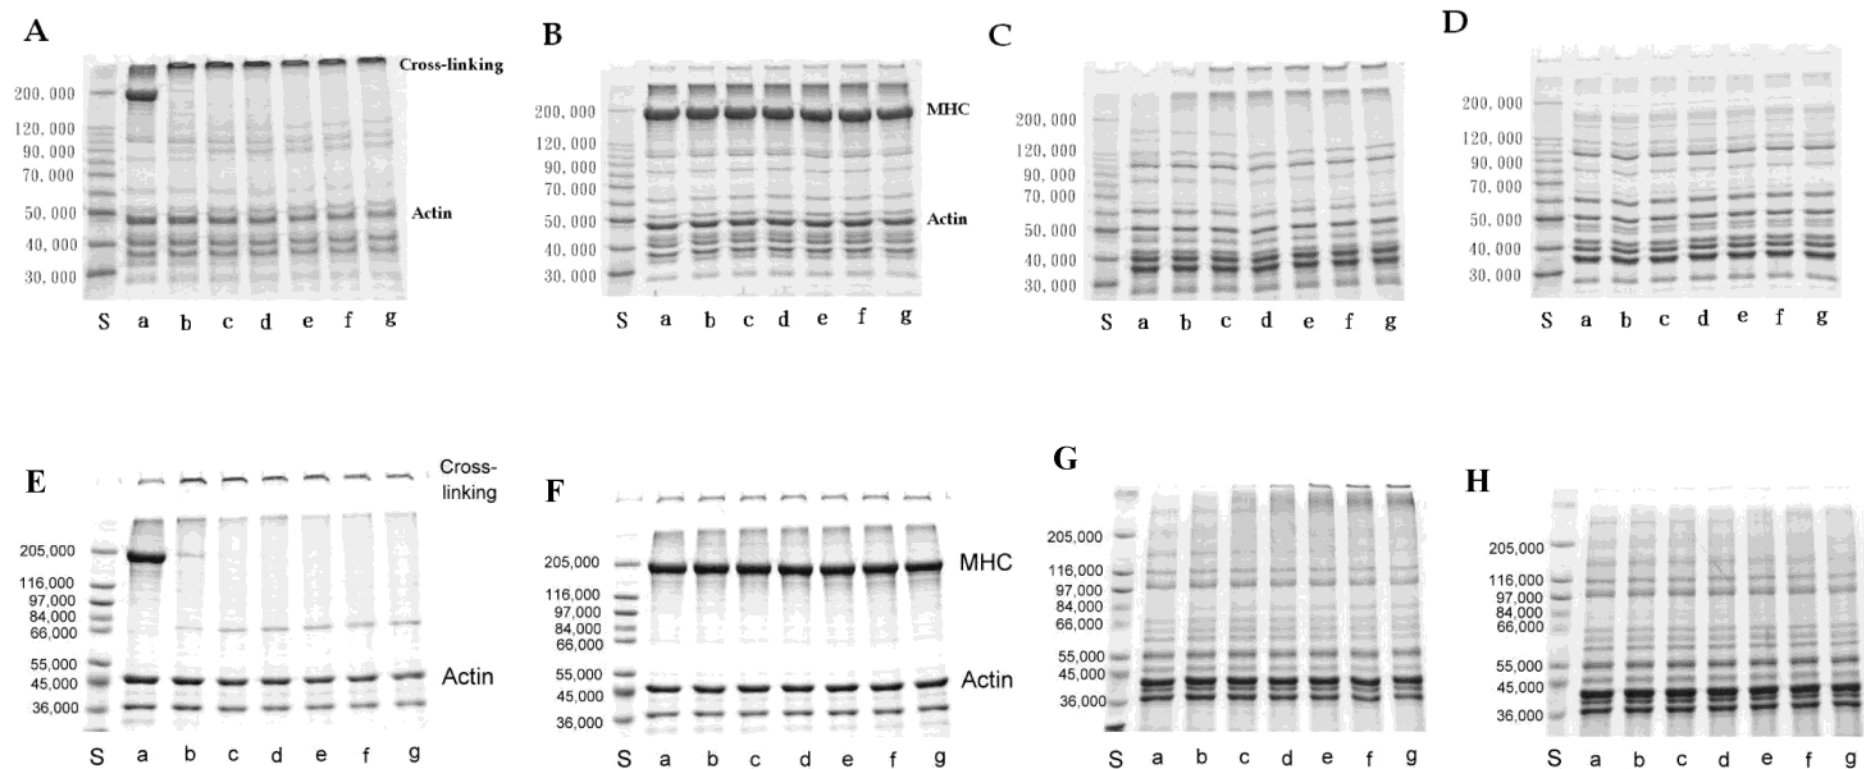 A
200,000
120,000
90,000
70,000
50,000
40,000
30,000
Cross-linking
Actin
S a b c d e f g
B
200,000
120,000
90,000
70,000
50,000
40,000
30,000
MHC
Actin
S a b c d e f g
C
200,000
120,000
90,000
70,000
50,000
40,000
30,000
S a b c d e f g
D
200,000
120,000
90,000
70,000
50,000
40,000
30,000
S a b c d e f g
E
205,000
116,000
97,000
84,000
66,000
55,000
45,000
36,000
Cross-
linking
Actin
S a b c d e f g
F
205,000
116,000
97,000
84,000
66,000
55,000
45,000
36,000
MHC
Actin
S a b c d e f g
G
205,000
116,000
97,000
84,000
66,000
55,000
45,000
36,000
S a b c d e f g
H
205,000
116,000
97,000
84,000
66,000
55,000
45,000
36,000
S a b c d e f g